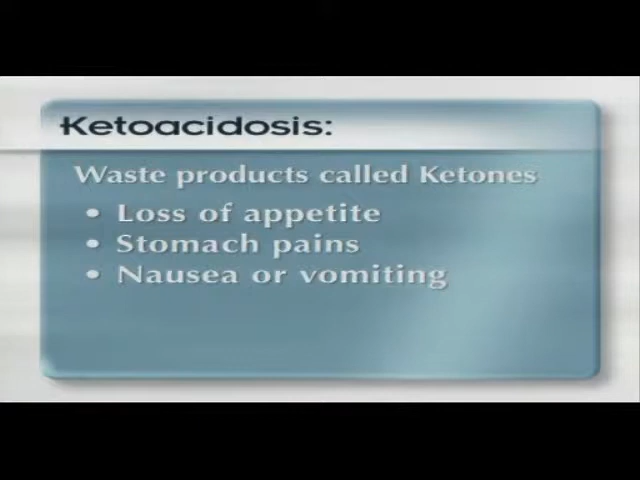 Ketoacidosis:
Waste products called Ketones
• Loss of appetite
• Stomach pains
• Nausea or vomiting